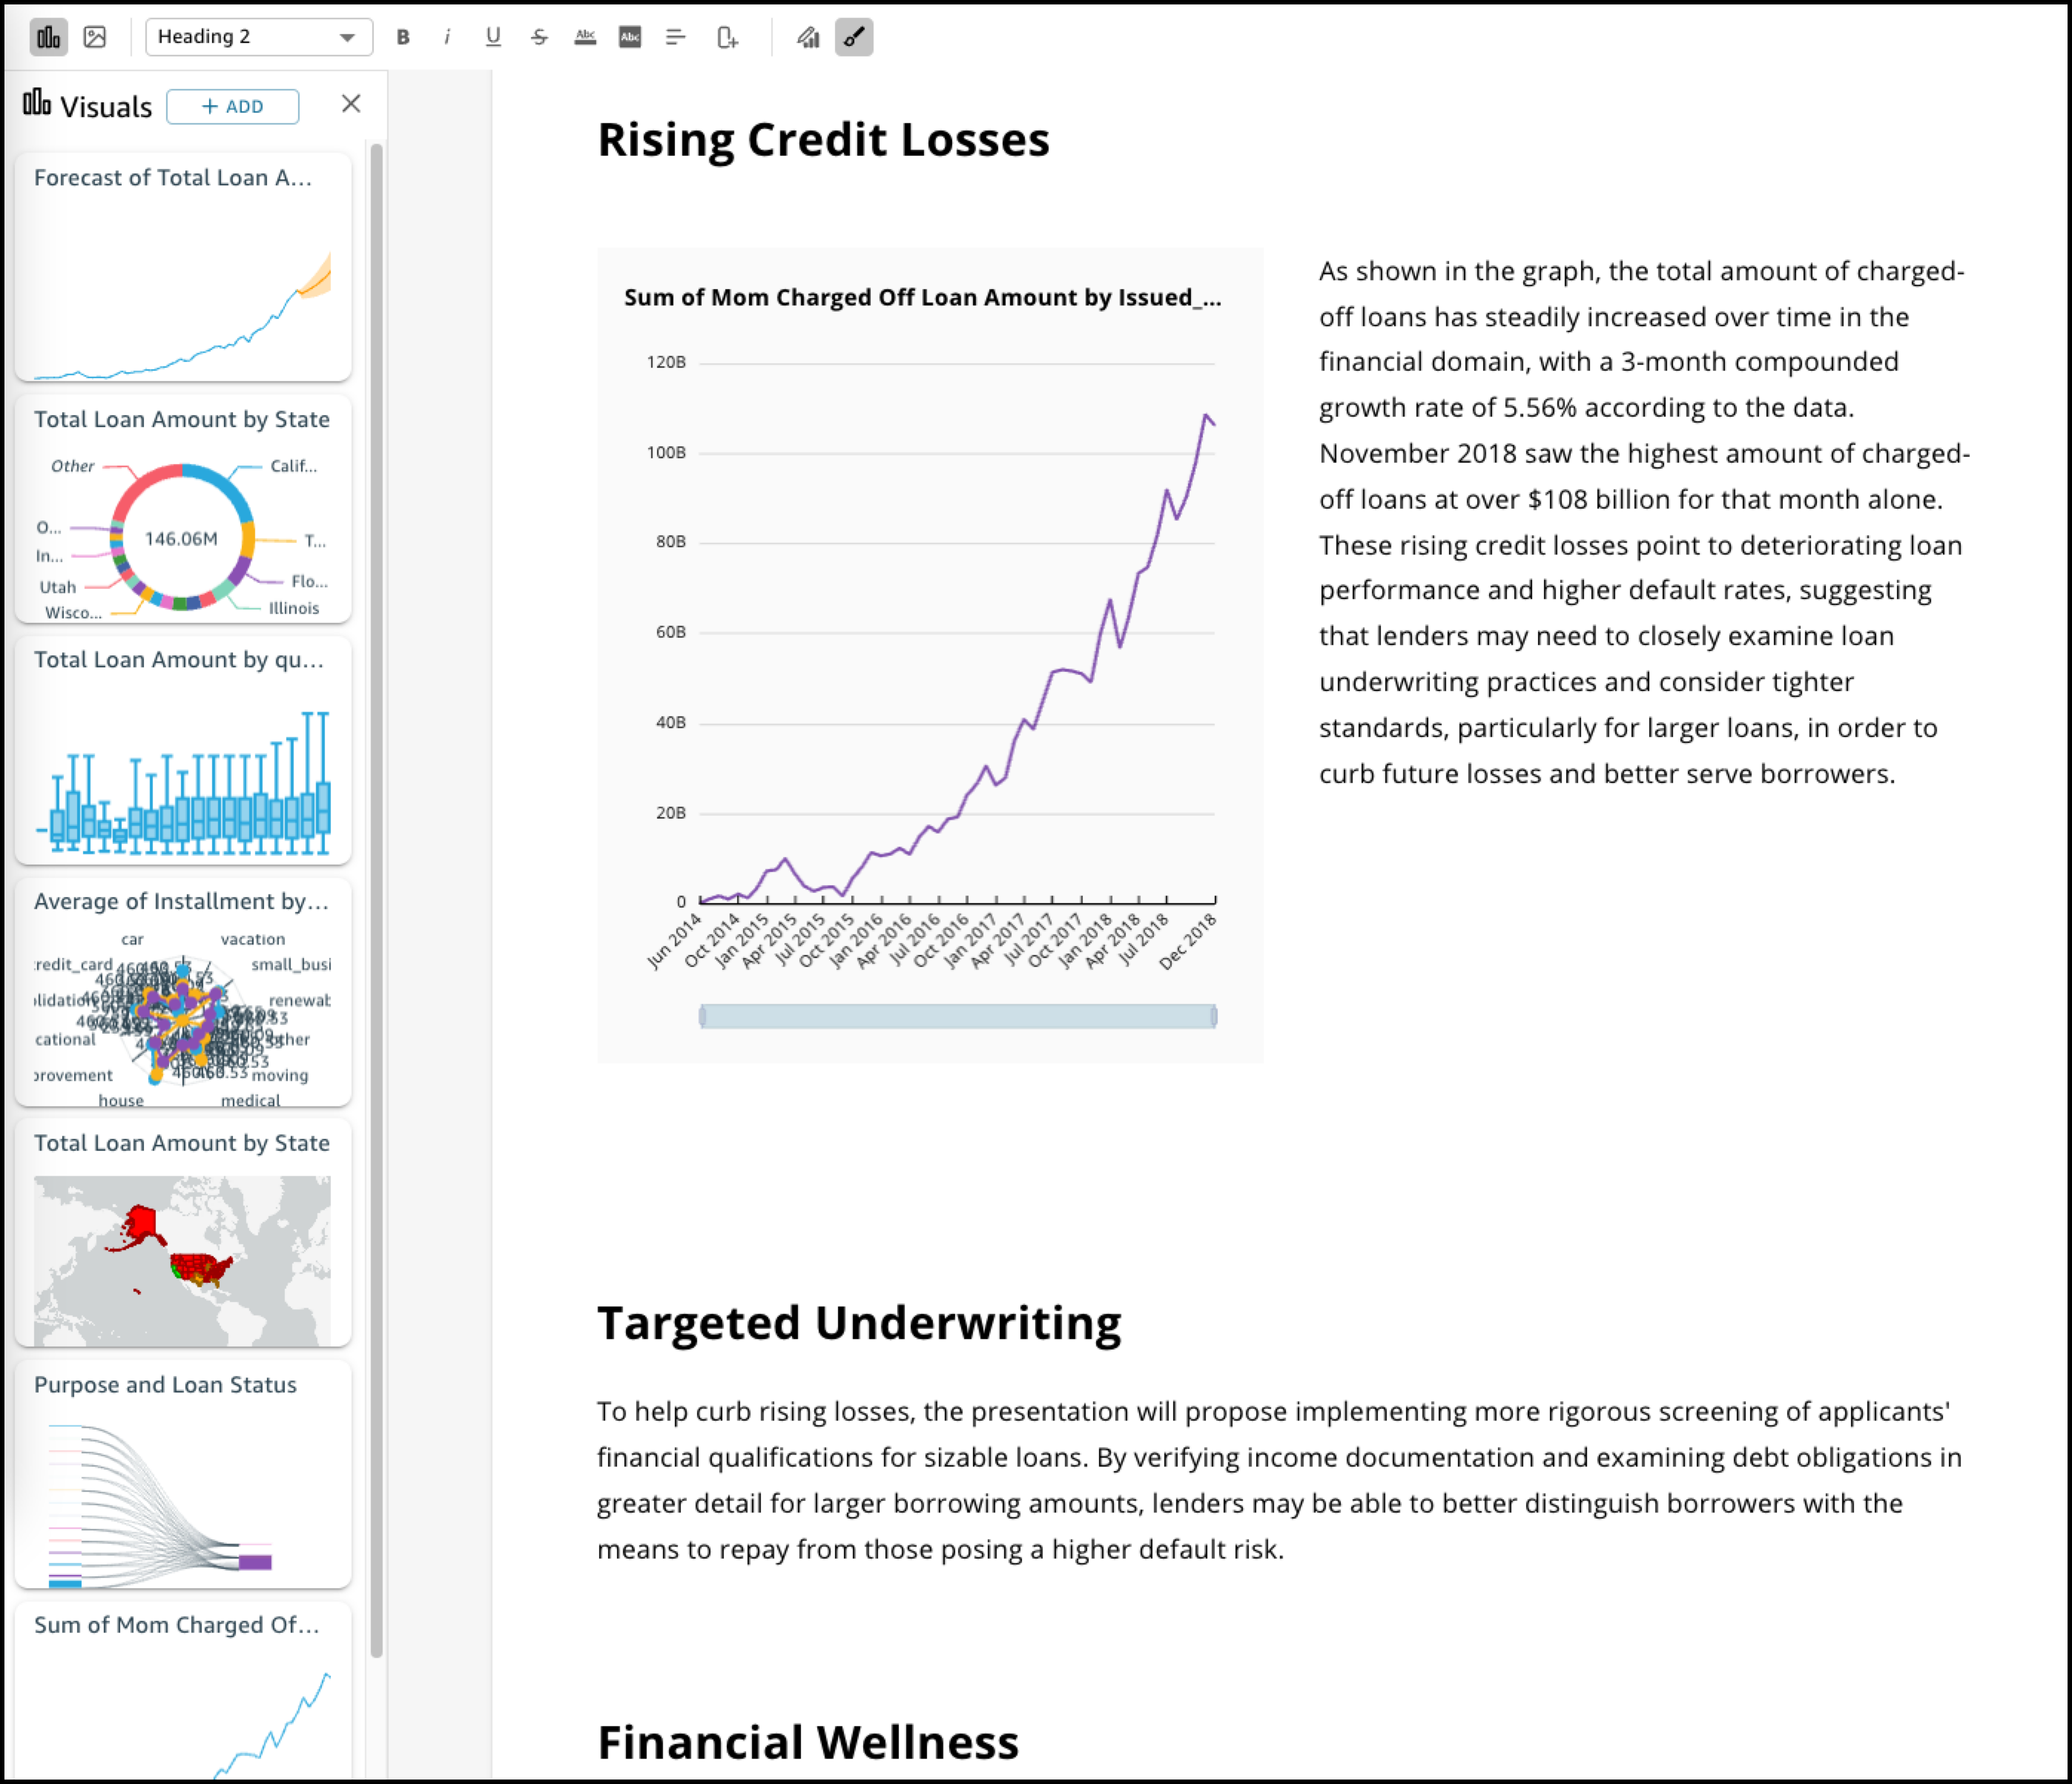 Heading 2
B i U S Abc Abc
Visuals
+ ADD
Forecast of Total Loan A...
Total Loan Amount by State
Other
Calif...
O...
In...
146.06M
T...
Utah
Flo...
Wisco...
Illinois
Total Loan Amount by qu...
Average of Installment by...
car
vacation
redit_card
small_busi
lidation
renewab
cational
other
provement
moving
house
medical
Total Loan Amount by State
Purpose and Loan Status
Sum of Mom Charged Of...
Rising Credit Losses
Sum of Mom Charged Off Loan Amount by Issued_...
120B
100B
80B
60B
40B
20B
0
Jun 2014
Oct 2014
Jan 2015
Apr 2015
Jul 2015
Oct 2015
Jan 2016
Apr 2016
Jul 2016
Oct 2016
Jan 2017
Apr 2017
Jul 2017
Oct 2017
Jan 2018
Apr 2018
Jul 2018
Dec 2018
As shown in the graph, the total amount of charged-
off loans has steadily increased over time in the
financial domain, with a 3-month compounded
growth rate of 5.56% according to the data.
November 2018 saw the highest amount of charged-
off loans at over $108 billion for that month alone.
These rising credit losses point to deteriorating loan
performance and higher default rates, suggesting
that lenders may need to closely examine loan
underwriting practices and consider tighter
standards, particularly for larger loans, in order to
curb future losses and better serve borrowers.
Targeted Underwriting
To help curb rising losses, the presentation will propose implementing more rigorous screening of applicants'
financial qualifications for sizable loans. By verifying income documentation and examining debt obligations in
greater detail for larger borrowing amounts, lenders may be able to better distinguish borrowers with the
means to repay from those posing a higher default risk.
Financial Wellness